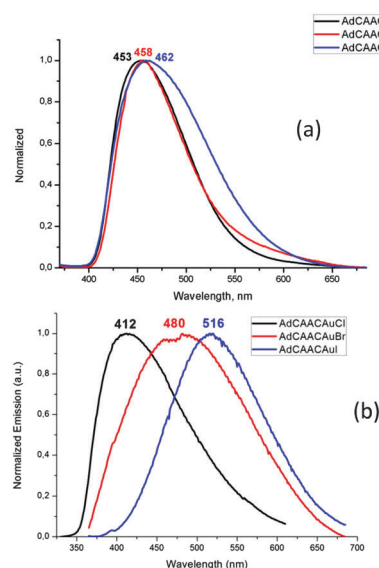 453 458 462
AdCAAC
AdCAAC
AdCAAC
(a)
Normalized
1,0
0,8
0,6
0,4
0,2
0,0
400 450 500 550 600 650
Wavelength, nm
412 480 516
AdCAACAuCl
AdCAACAuBr
AdCAACAuI
(b)
Normalized Emission (a.u.)
1,0
0,8
0,6
0,4
0,2
0,0
350 400 450 500 550 600 650 700
Wavelength (nm)